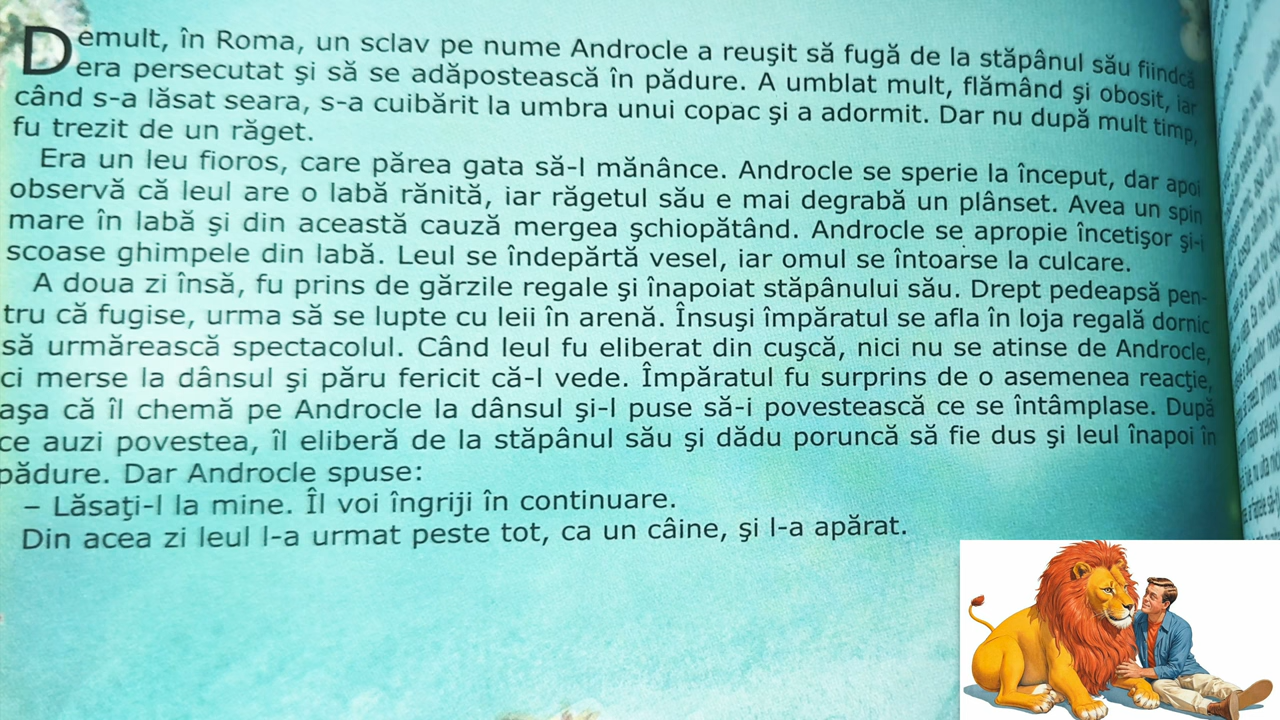 Demult, în Roma, un sclav pe nume Androcle a reuşit să fugă de la stăpânul său fiindcă
era persecutat şi să se adăpostească în pădure. A umblat mult, flămând şi obosit, iar
când s-a lăsat seara, s-a cuibărit la umbra unui copac şi a adormit. Dar nu după mult timp,
fu trezit de un răget.
Era un leu fioros, care părea gata să-l mănânce. Androcle se sperie la început, dar apoi
observă că leul are o labă rănită, iar răgetul său e mai degrabă un plânset. Avea un spin
mare în labă şi din această cauză mergea şchiopătând. Androcle se apropie încetişor şi-i
scoase ghimpele din labă. Leul se îndepărtă vesel, iar omul se întoarse la culcare.
A doua zi însă, fu prins de gărzile regale şi înapoiat stăpânului său. Drept pedeapsă pen-
tru că fugise, urma să se lupte cu leii în arenă. Însuşi împăratul se afla în loja regală dornic
să urmărească spectacolul. Când leul fu eliberat din cuşcă, nici nu se atinse de Androcle,
ci merse la dânsul şi păru fericit că-l vede. Împăratul fu surprins de o asemenea reacţie,
aşa că îl chemă pe Androcle la dânsul şi-l puse să-i povestească ce se întâmplase. După
ce auzi povestea, îl eliberă de la stăpânul său şi dădu poruncă să fie dus şi leul înapoi în
pădure. Dar Androcle spuse:
– Lăsaţi-l la mine. Îl voi îngriji în continuare.
Din acea zi leul l-a urmat peste tot, ca un câine, şi l-a apărat.